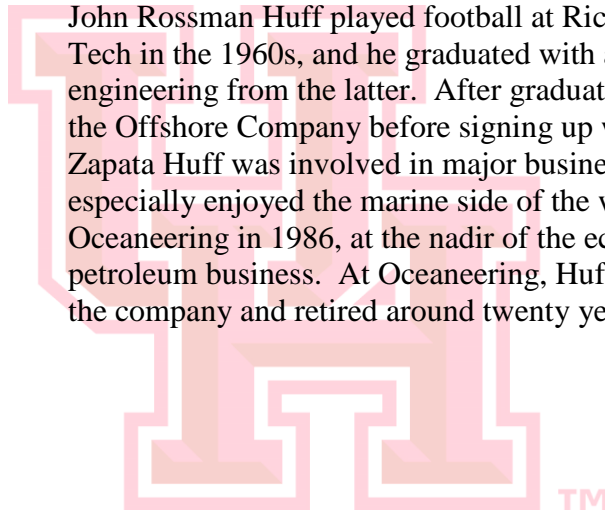 John Rossman Huff played football at Ric
Tech in the 1960s, and he graduated with
engineering from the latter.  After graduat
the Offshore Company before signing up
Zapata Huff was involved in major busine
especially enjoyed the marine side of the
Oceaneering in 1986, at the nadir of the
petroleum business.  At Oceaneering, Huf
the company and retired around twenty ye
TM